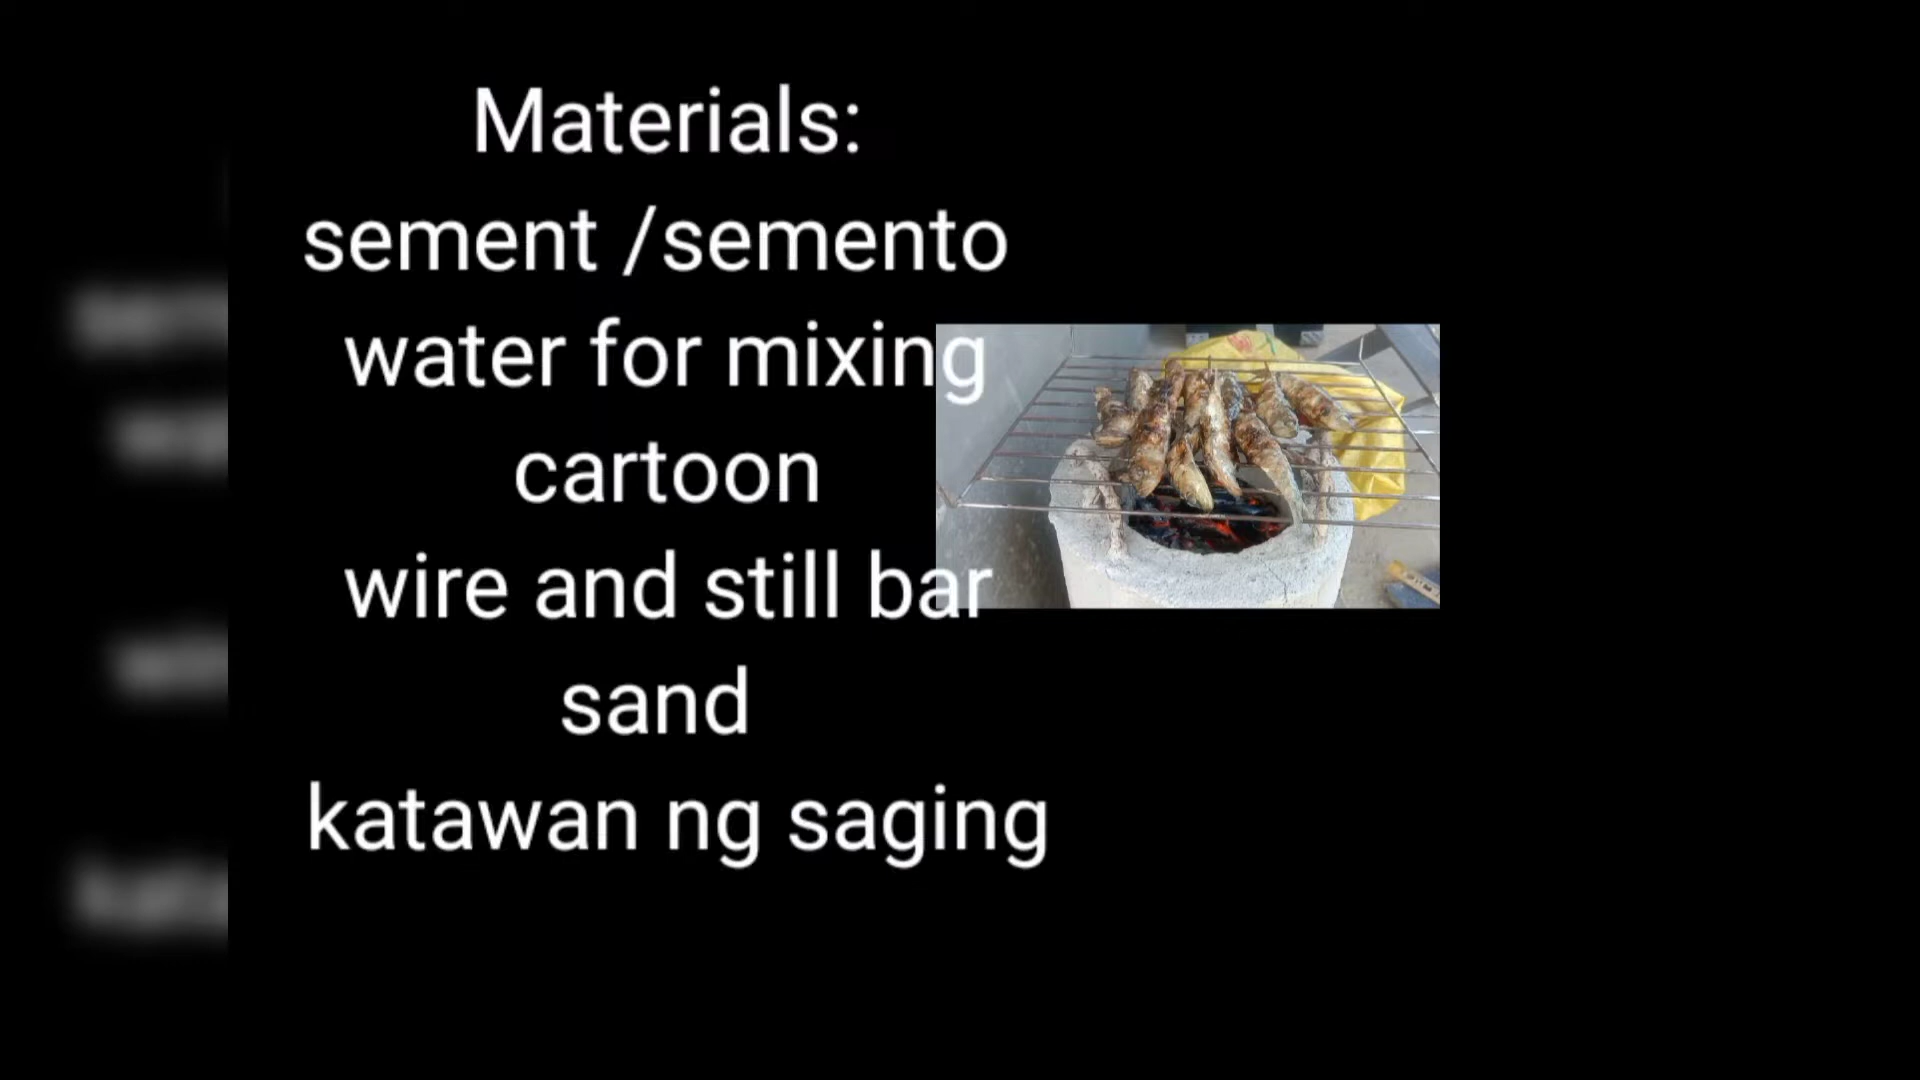 Materials:
sement /semento
water for mixing
cartoon
wire and still bar
sand
katawan ng saging